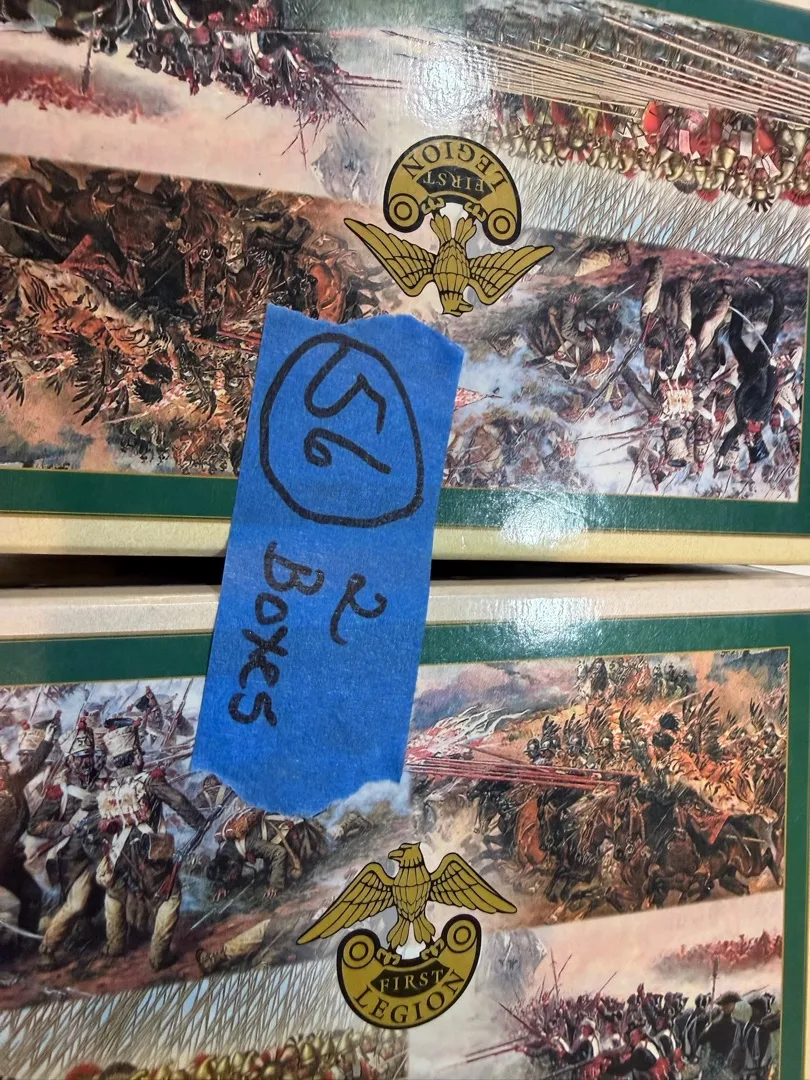 FIRST
LEGION
56
2
Boxes
FIRST
LEGION